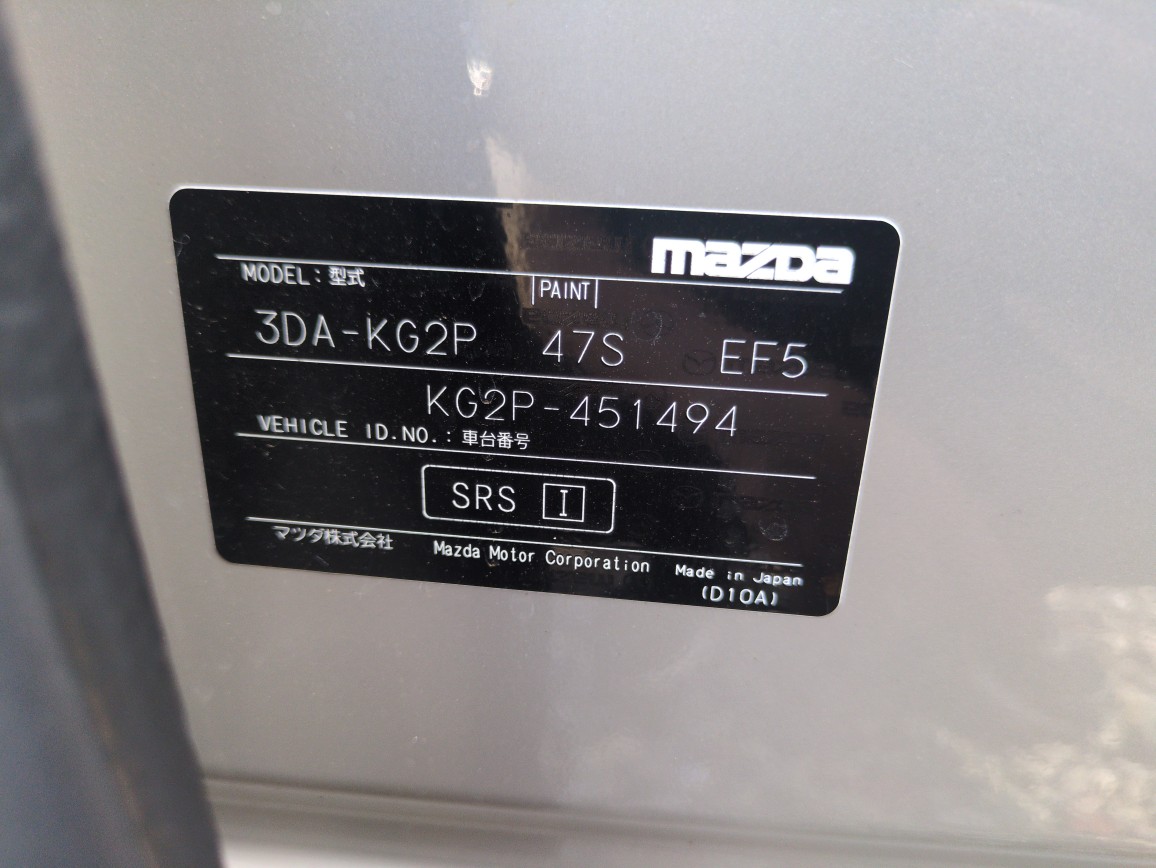 mazda
MODEL : 型式 PAINT
3DA-KG2P 47S EF5
KG2P-451494
VEHICLE ID.NO. : 車台番号
SRS I
マツダ株式会社 Mazda Motor Corporation Made in Japan
(D10A)